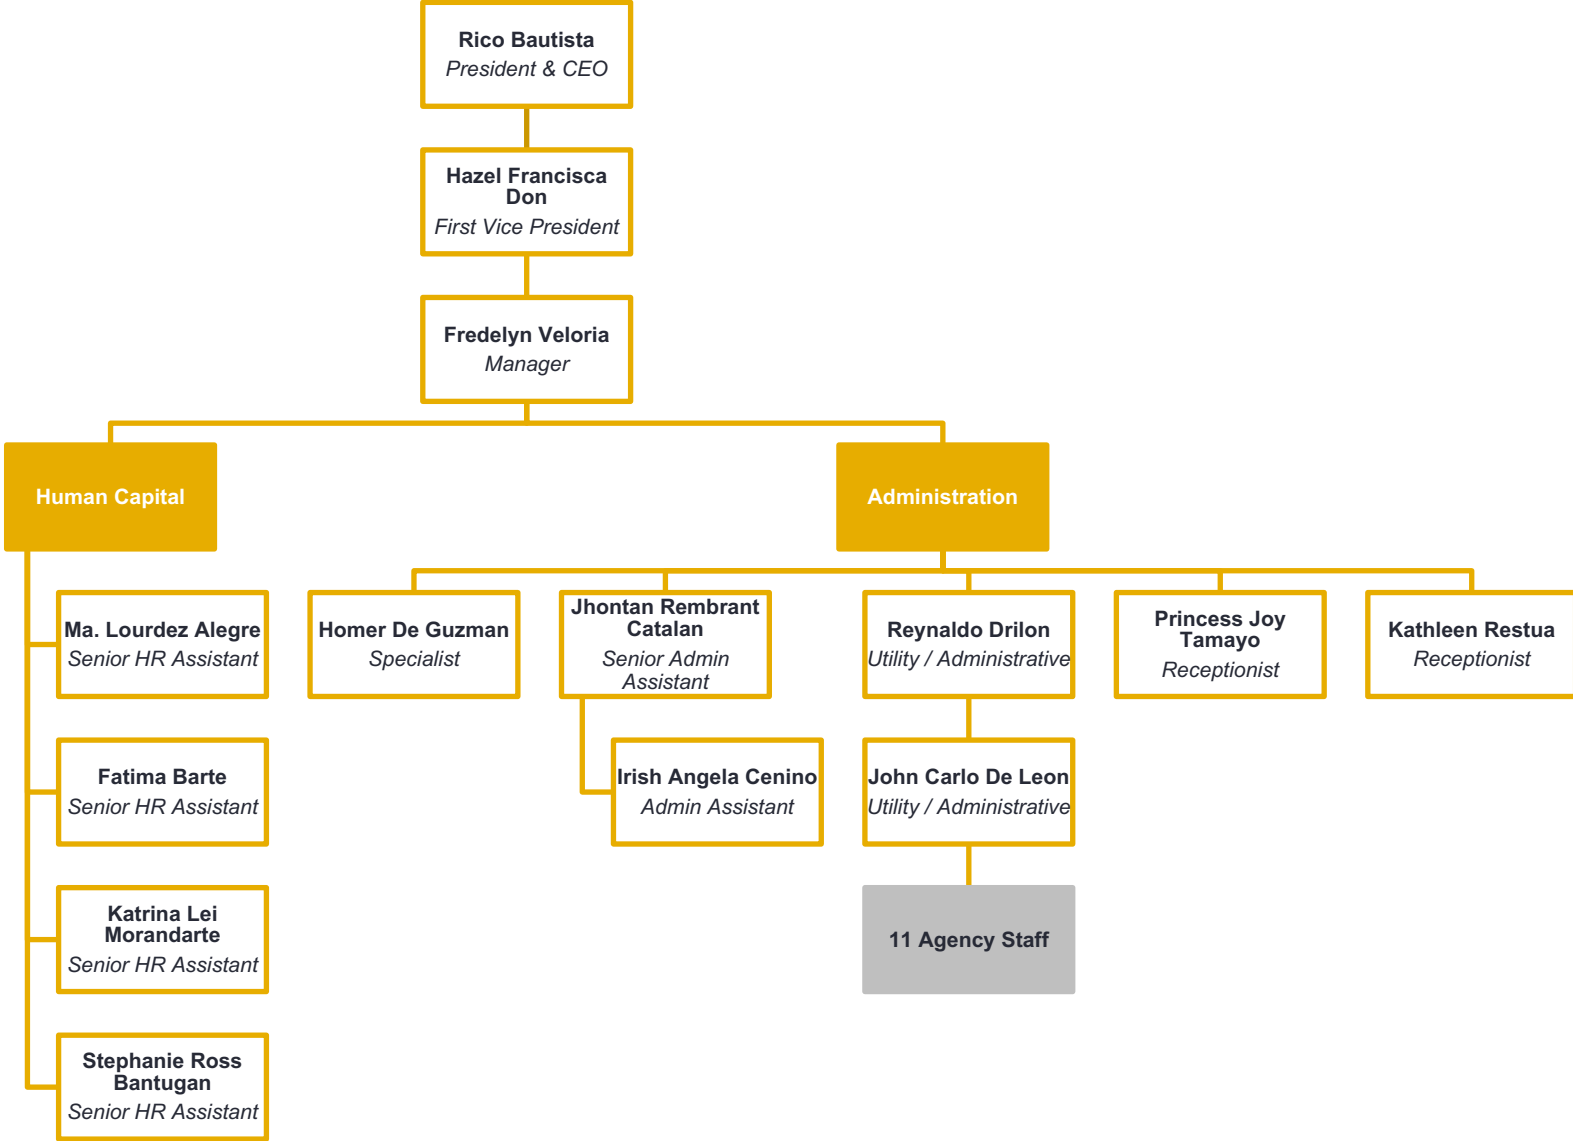 Rico Bautista
President & CEO
Hazel Francisca
Don
First Vice President
Fredelyn Veloria
Manager
Human Capital
Administration
Ma. Lourdez Alegre
Senior HR Assistant
Homer De Guzman
Specialist
Jhontan Rembrant
Catalan
Senior Admin
Assistant
Reynaldo Drilon
Utility / Administrative
Princess Joy
Tamayo
Receptionist
Kathleen Restua
Receptionist
Fatima Barte
Senior HR Assistant
Irish Angela Cenino
Admin Assistant
John Carlo De Leon
Utility / Administrative
Katrina Lei
Morandarte
Senior HR Assistant
11 Agency Staff
Stephanie Ross
Bantugan
Senior HR Assistant